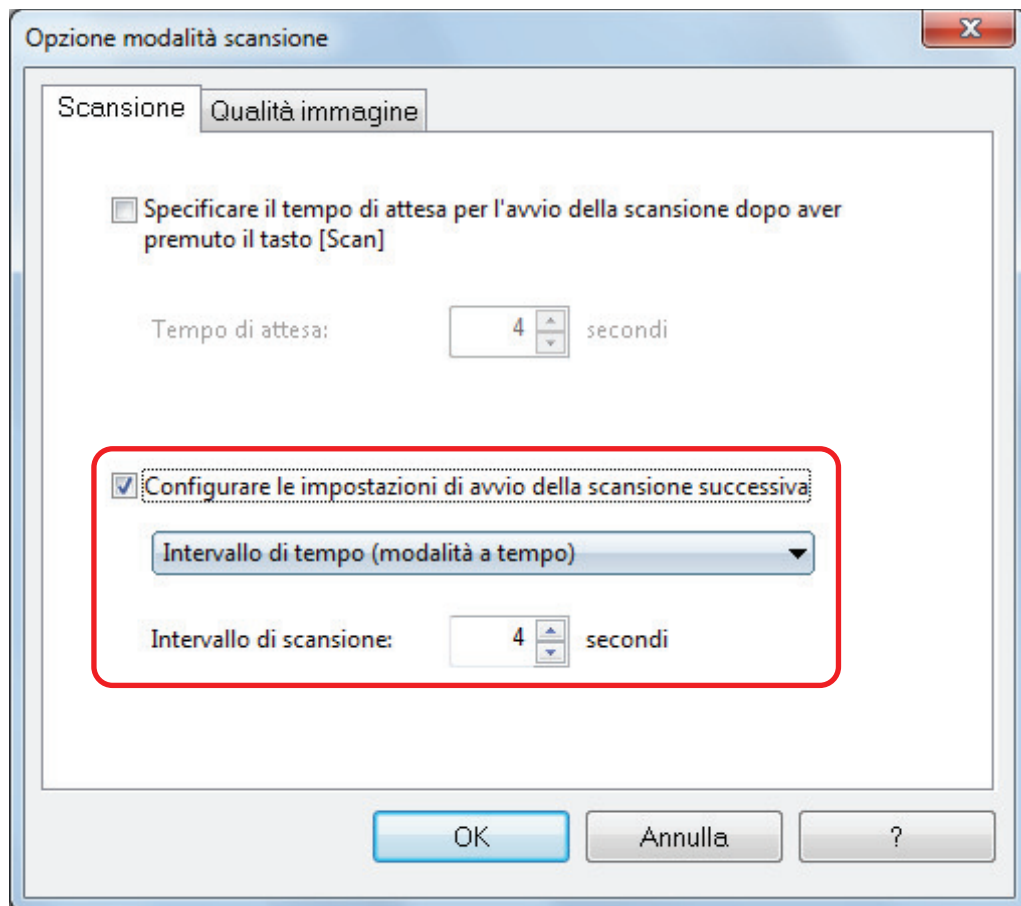 Opzione modalità scansione
Scansione
Qualità immagine
Specificare il tempo di attesa per l'avvio della scansione dopo aver
premuto il tasto [Scan]
Tempo di attesa: 4 secondi
Configurare le impostazioni di avvio della scansione successiva
Intervallo di tempo (modalità a tempo)
Intervallo di scansione: 4 secondi
OK Annulla ?